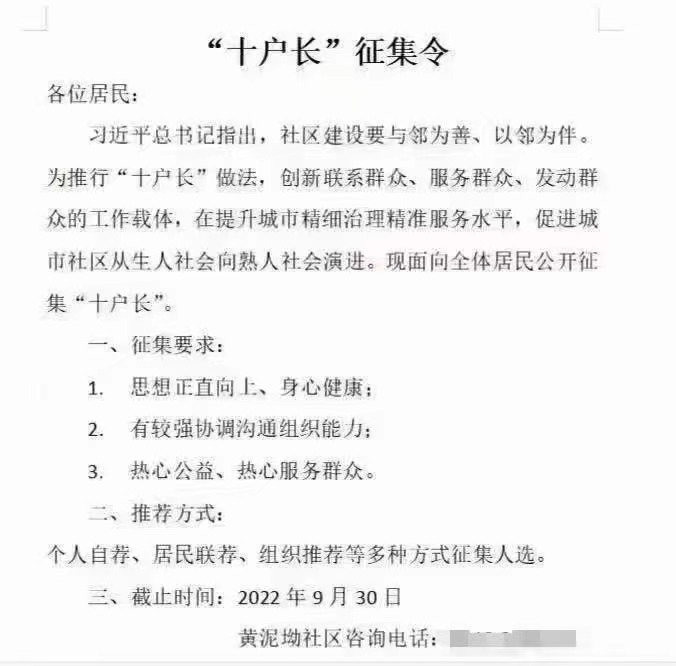 “十户长”征集令
各位居民：
习近平总书记指出，社区建设要与邻为善、以邻为伴。
为推行“十户长”做法，创新联系群众、服务群众、发动群
众的工作载体，在提升城市精细治理精准服务水平，促进城
市社区从生人社会向熟人社会演进。现面向全体居民公开征
集“十户长”。
一、征集要求：
1. 思想正直向上、身心健康；
2. 有较强协调沟通组织能力；
3. 热心公益、热心服务群众。
二、推荐方式：
个人自荐、居民联荐、组织推荐等多种方式征集人选。
三、截止时间：2022 年 9 月 30 日
黄泥坳社区咨询电话：